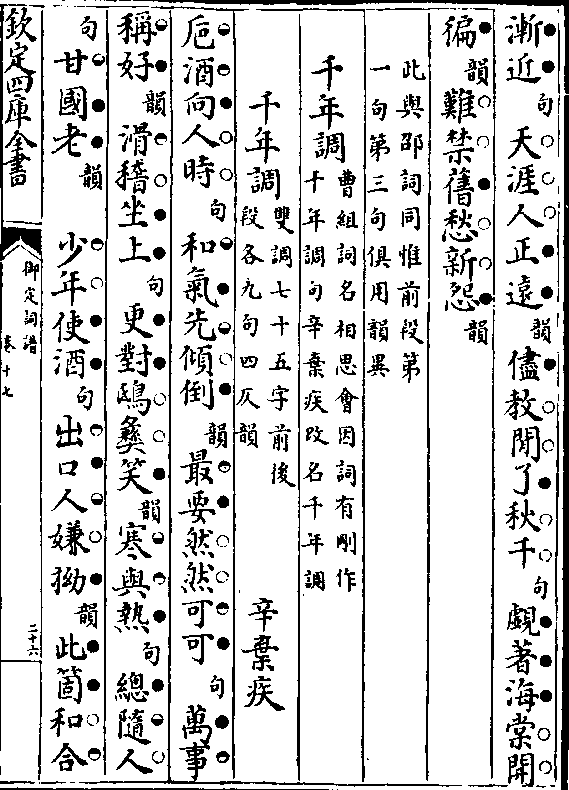 漸近句天涯人正遠韻儘教閒了秋千句覷著海棠開
徧韻難禁舊愁新怨韻
此與邵詞同惟前段第
一句第三句俱用韻異
千年調曹組詞名相思會因詞有剛作
千年調句辛棄疾改名千年調
千年調雙調七十五字前後
段各九句四仄韻　辛棄疾
巵酒向人時句和氣先傾倒韻最要然然可可句萬事
稱好韻滑稽坐上句更對鴟彝笑韻寒與熱句總隨人
句甘國老韻　少年使酒句出口人嫌拗韻此箇和合
欽定四庫全書
御定詞譜
卷十七
二十六